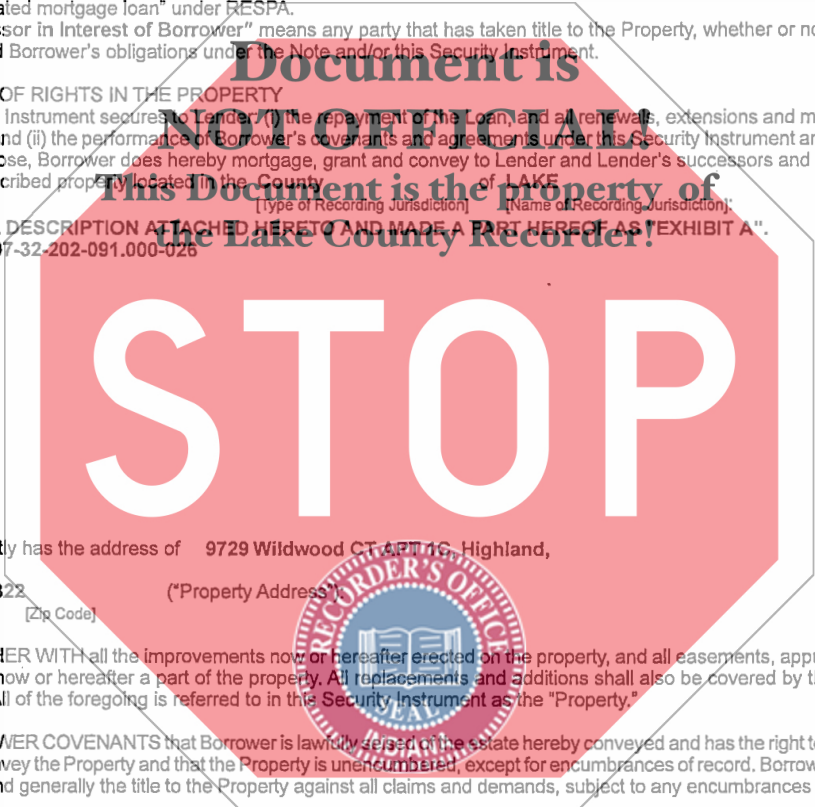 ated mortgage loan" under RESPA.
sor in Interest of Borrower" means any party that has taken title to the Property, whether or no
d Borrower's obligations under the Note and/or this Security Instrument.
Document is
OF RIGHTS IN THE PROPERTY
Instrument secures to Lender: (i) the repayment of the Loan, and all renewals, extensions and m
NOT OFFICIAL!
nd (ii) the performance of Borrower's covenants and agreements under this Security Instrument an
ose, Borrower does hereby mortgage, grant and convey to Lender and Lender's successors and
cribed property located in the County of LAKE
This Document is the property of
[Type of Recording Jurisdiction] [Name of Recording Jurisdiction]:
DESCRIPTION ATTACHED HERETO AND MADE A PART HEREOF AS "EXHIBIT A".
the Lake County Recorder!
7-32-202-091.000-026
STOP
tly has the address of 9729 Wildwood CT APT 1C, Highland,
322 ("Property Address"):
[Zip Code]
RECORDER'S OFFICE
SEAL
INDIANA
ER WITH all the improvements now or hereafter erected on the property, and all easements, app
now or hereafter a part of the property. All replacements and additions shall also be covered by t
ll of the foregoing is referred to in this Security Instrument as the "Property."
WER COVENANTS that Borrower is lawfully seised of the estate hereby conveyed and has the right t
vey the Property and that the Property is unencumbered, except for encumbrances of record. Borrow
nd generally the title to the Property against all claims and demands, subject to any encumbrances